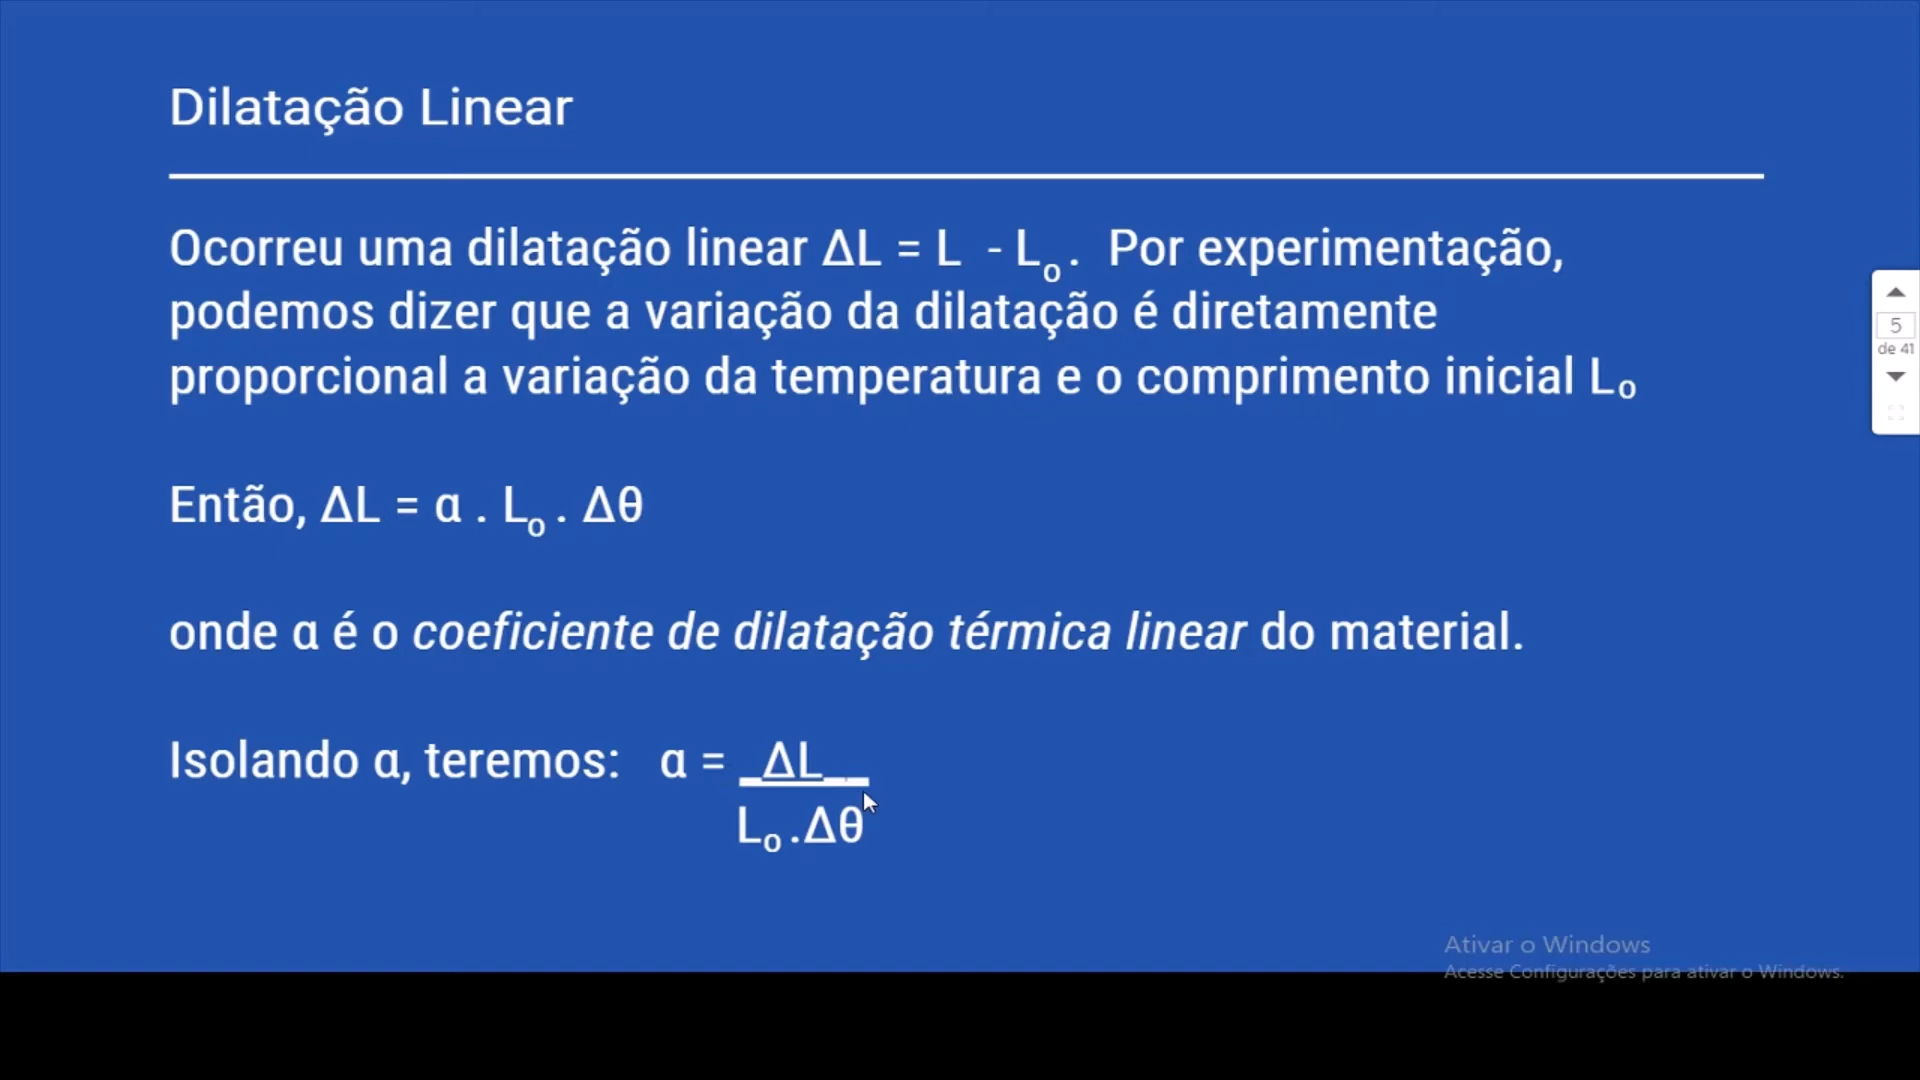 Dilatação Linear
Ocorreu uma dilatação linear ΔL = L - Lₒ. Por experimentação,
podemos dizer que a variação da dilatação é diretamente
proporcional a variação da temperatura e o comprimento inicial Lₒ
Então, ΔL = α . Lₒ . Δθ
onde α é o coeficiente de dilatação térmica linear do material.
Isolando α, teremos: α = _ΔL__
Lₒ.Δθ
5
de 41
Ativar o Windows
Acesse Configurações para ativar o Windows.